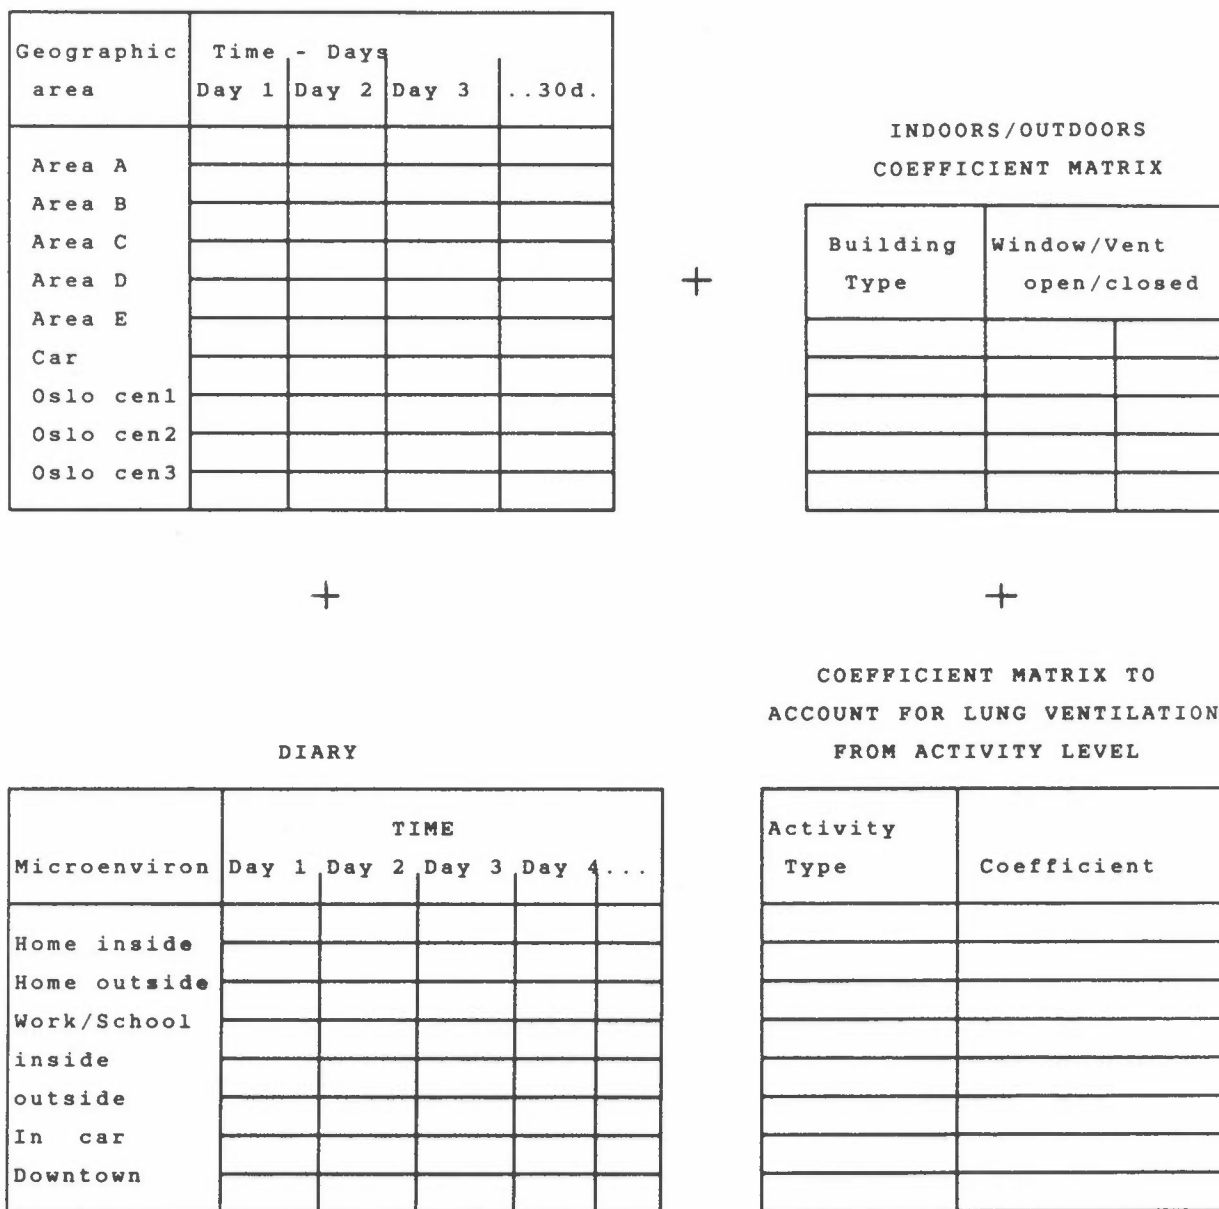 Geographic Time - Days
area Day 1 Day 2 Day 3 ..30d.
Area A
Area B
Area C
Area D
Area E
Car
Oslo cen1
Oslo cen2
Oslo cen3
+
INDOORS/OUTDOORS
COEFFICIENT MATRIX
Building Window/Vent
Type open/closed
+
+
DIARY
TIME
Microenviron Day 1 Day 2 Day 3 Day 4...
Home inside
Home outside
Work/School
inside
outside
In car
Downtown
COEFFICIENT MATRIX TO
ACCOUNT FOR LUNG VENTILATION
FROM ACTIVITY LEVEL
Activity
Type Coefficient